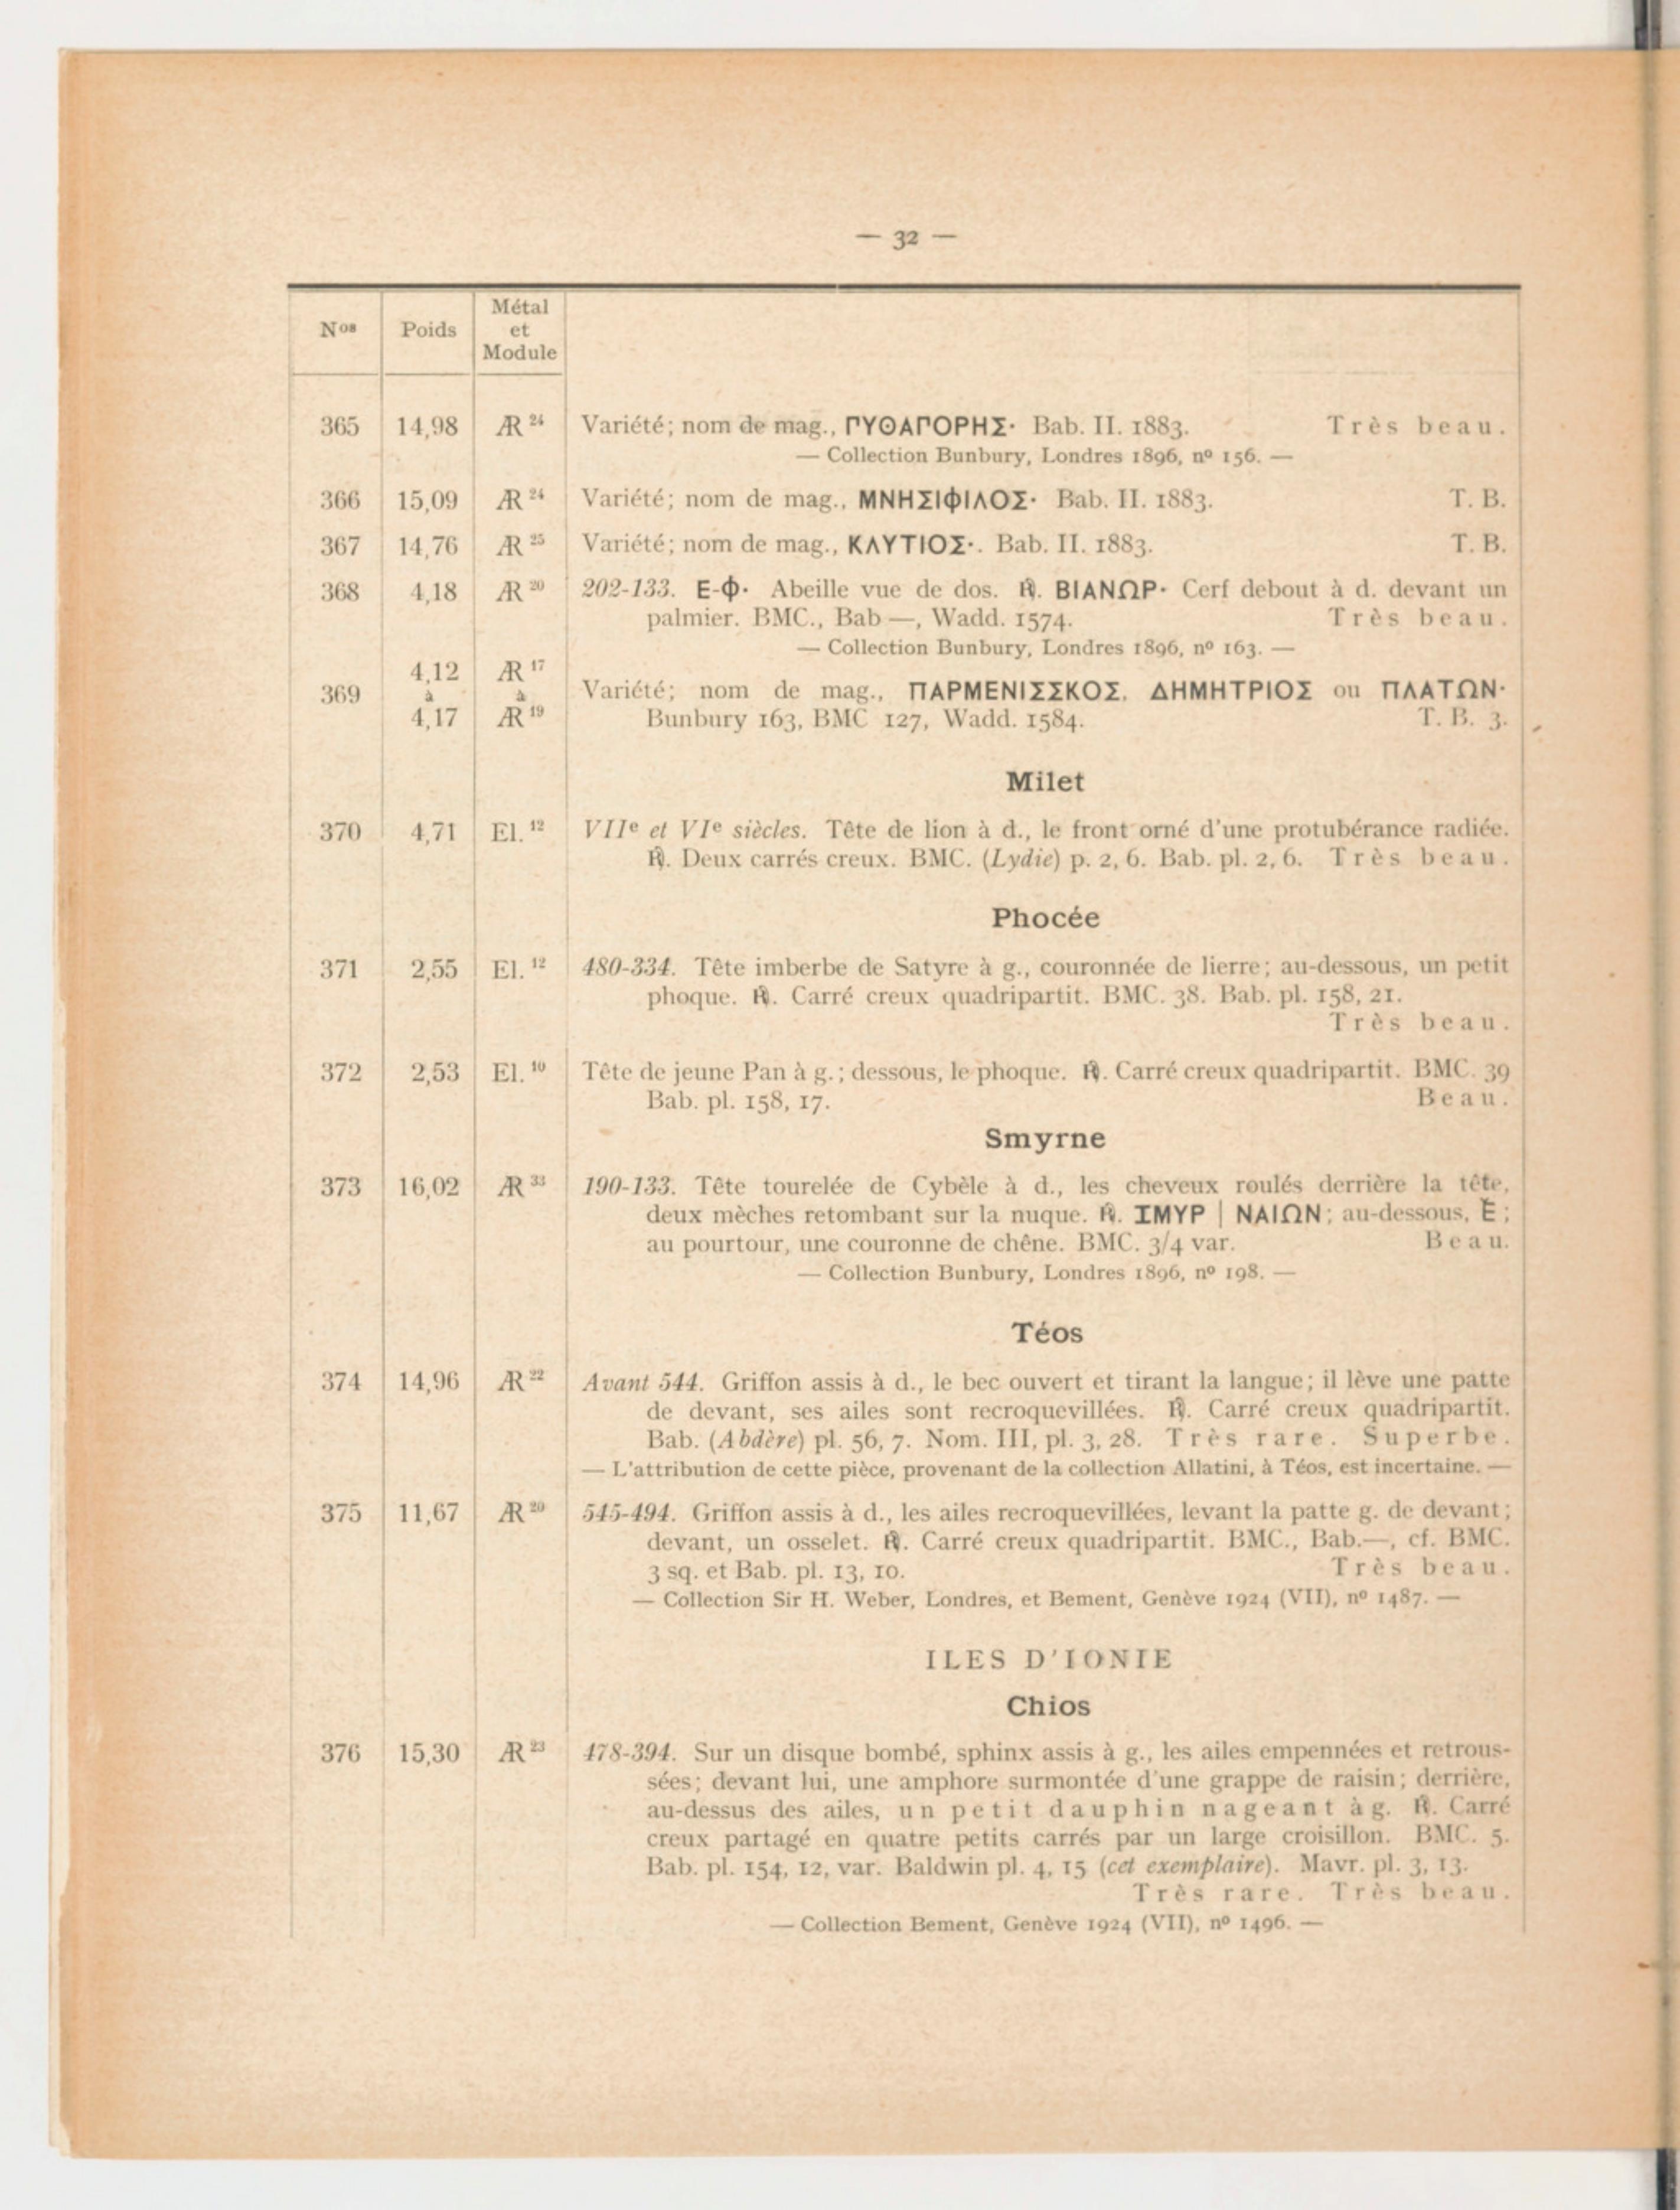 — 32 —
Nos Poids Métal et Module
365 14,98 AR 24 Variété; nom de mag., ΓΥΘΑΓΟΡΗΣ· Bab. II. 1883. Très beau.
— Collection Bunbury, Londres 1896, nº 156. —
366 15,09 AR 24 Variété; nom de mag., ΜΝΗΣΙΦΙΛΟΣ· Bab. II. 1883. T. B.
367 14,76 AR 25 Variété; nom de mag., ΚΛΥΤΙΟΣ·. Bab. II. 1883. T. B.
368 4,18 AR 20 202-133. Ε-Φ· Abeille vue de dos. ℞. ΒΙΑΝΩΡ· Cerf debout à d. devant un
palmier. BMC., Bab —, Wadd. 1574. Très beau.
— Collection Bunbury, Londres 1896, nº 163. —
369 4,12 à 4,17 AR 17 à AR 19 Variété; nom de mag., ΠΑΡΜΕΝΙΣΣΚΟΣ, ΔΗΜΗΤΡΙΟΣ ou ΠΛΑΤΩΝ·
Bunbury 163, BMC 127, Wadd. 1584. T. B. 3.
Milet
370 4,71 El. 12 VIIe et VIe siècles. Tête de lion à d., le front orné d'une protubérance radiée.
℞. Deux carrés creux. BMC. (Lydie) p. 2, 6. Bab. pl. 2, 6. Très beau.
Phocée
371 2,55 El. 12 480-334. Tête imberbe de Satyre à g., couronnée de lierre; au-dessous, un petit
phoque. ℞. Carré creux quadripartit. BMC. 38. Bab. pl. 158, 21.
Très beau.
372 2,53 El. 10 Tête de jeune Pan à g.; dessous, le phoque. ℞. Carré creux quadripartit. BMC. 39
Bab. pl. 158, 17. Beau.
Smyrne
373 16,02 AR 33 190-133. Tête tourelée de Cybèle à d., les cheveux roulés derrière la tête,
deux mèches retombant sur la nuque. ℞. ΙΜΥΡ | ΝΑΙΩΝ; au-dessous, E;
au pourtour, une couronne de chêne. BMC. 3/4 var. Beau.
— Collection Bunbury, Londres 1896, nº 198. —
Téos
374 14,96 AR 22 Avant 544. Griffon assis à d., le bec ouvert et tirant la langue; il lève une patte
de devant, ses ailes sont recroquevillées. ℞. Carré creux quadripartit.
Bab. (Abdère) pl. 56, 7. Nom. III, pl. 3, 28. Très rare. Superbe.
— L'attribution de cette pièce, provenant de la collection Allatini, à Téos, est incertaine. —
375 11,67 AR 20 545-494. Griffon assis à d., les ailes recroquevillées, levant la patte g. de devant;
devant, un osselet. ℞. Carré creux quadripartit. BMC., Bab.—, cf. BMC.
3 sq. et Bab. pl. 13, 10. Très beau.
— Collection Sir H. Weber, Londres, et Bement, Genève 1924 (VII), nº 1487. —
ILES D'IONIE
Chios
376 15,30 AR 23 478-394. Sur un disque bombé, sphinx assis à g., les ailes empennées et retrous-
sées; devant lui, une amphore surmontée d'une grappe de raisin; derrière,
au-dessus des ailes, un petit dauphin nageant à g. ℞. Carré
creux partagé en quatre petits carrés par un large croisillon. BMC. 5.
Bab. pl. 154, 12, var. Baldwin pl. 4, 15 (cet exemplaire). Mavr. pl. 3, 13.
Très rare. Très beau.
— Collection Bement, Genève 1924 (VII), nº 1496. —